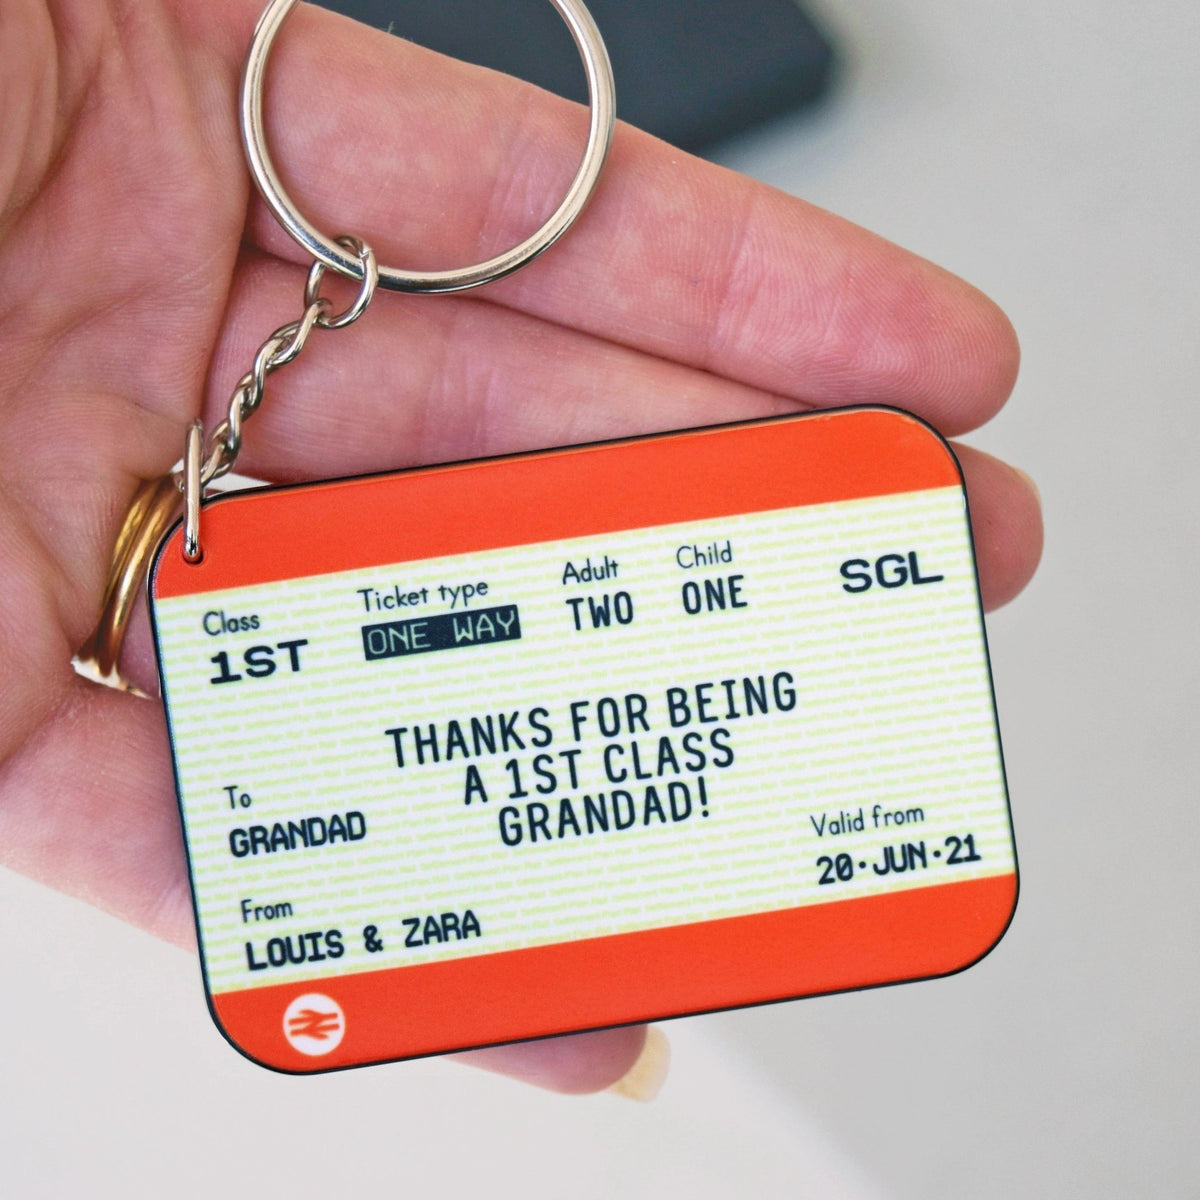 Class Ticket type Adult Child SGL
1ST ONE WAY TWO ONE
THANKS FOR BEING
A 1ST CLASS
GRANDAD!
To
GRANDAD
Valid from
20·JUN·21
From
LOUIS & ZARA